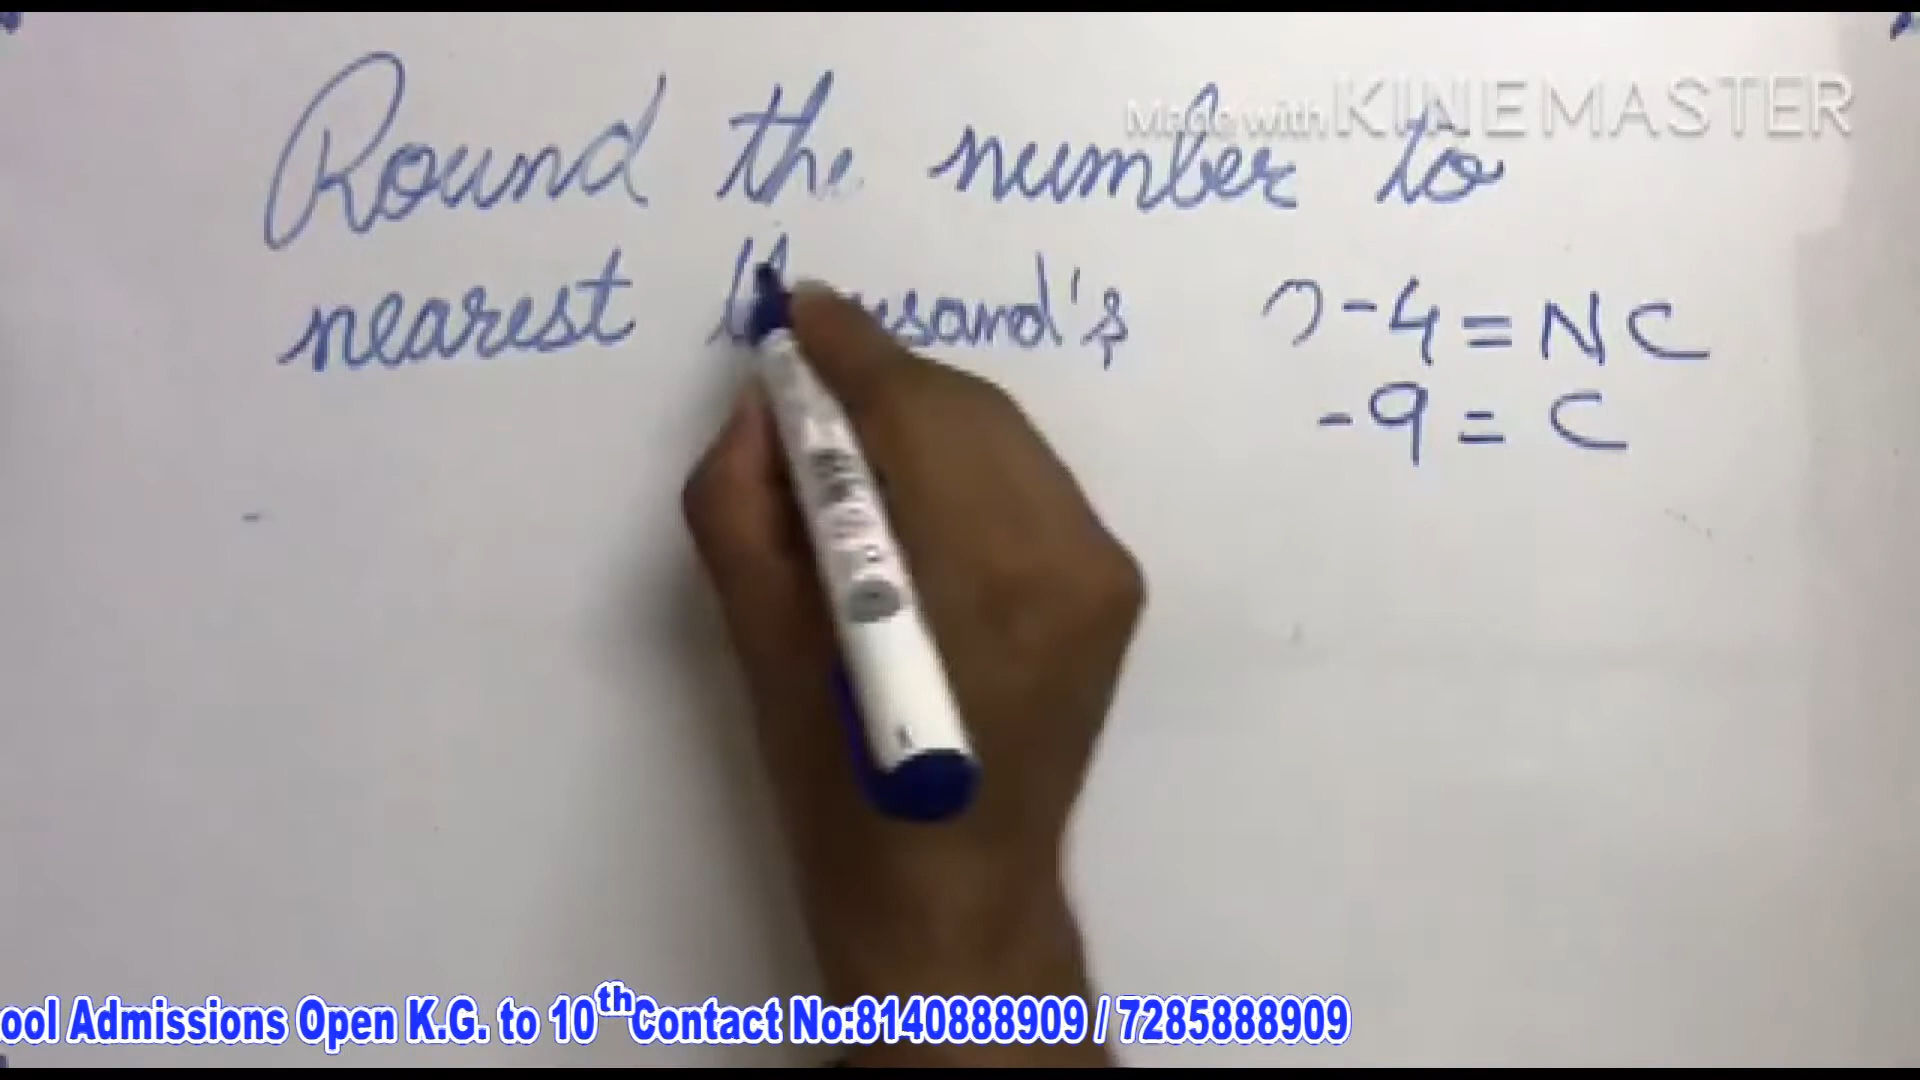 Made with KINEMASTER
Round the number to
nearest thousand's
0-4 = NC
-9 = C
ool Admissions Open K.G. to 10th Contact No:8140888909 / 7285888909